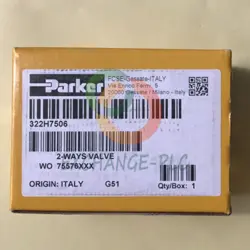 Parker
FCSE-Gessate-ITALY
Via Enrico Fermi, 5
20060 Gessate / Milano - Italy
322H7506
CHANGE-PLC
2-WAYS VALVE
WO 75576XXX
ORIGIN: ITALY G51 Qty/Box: 1